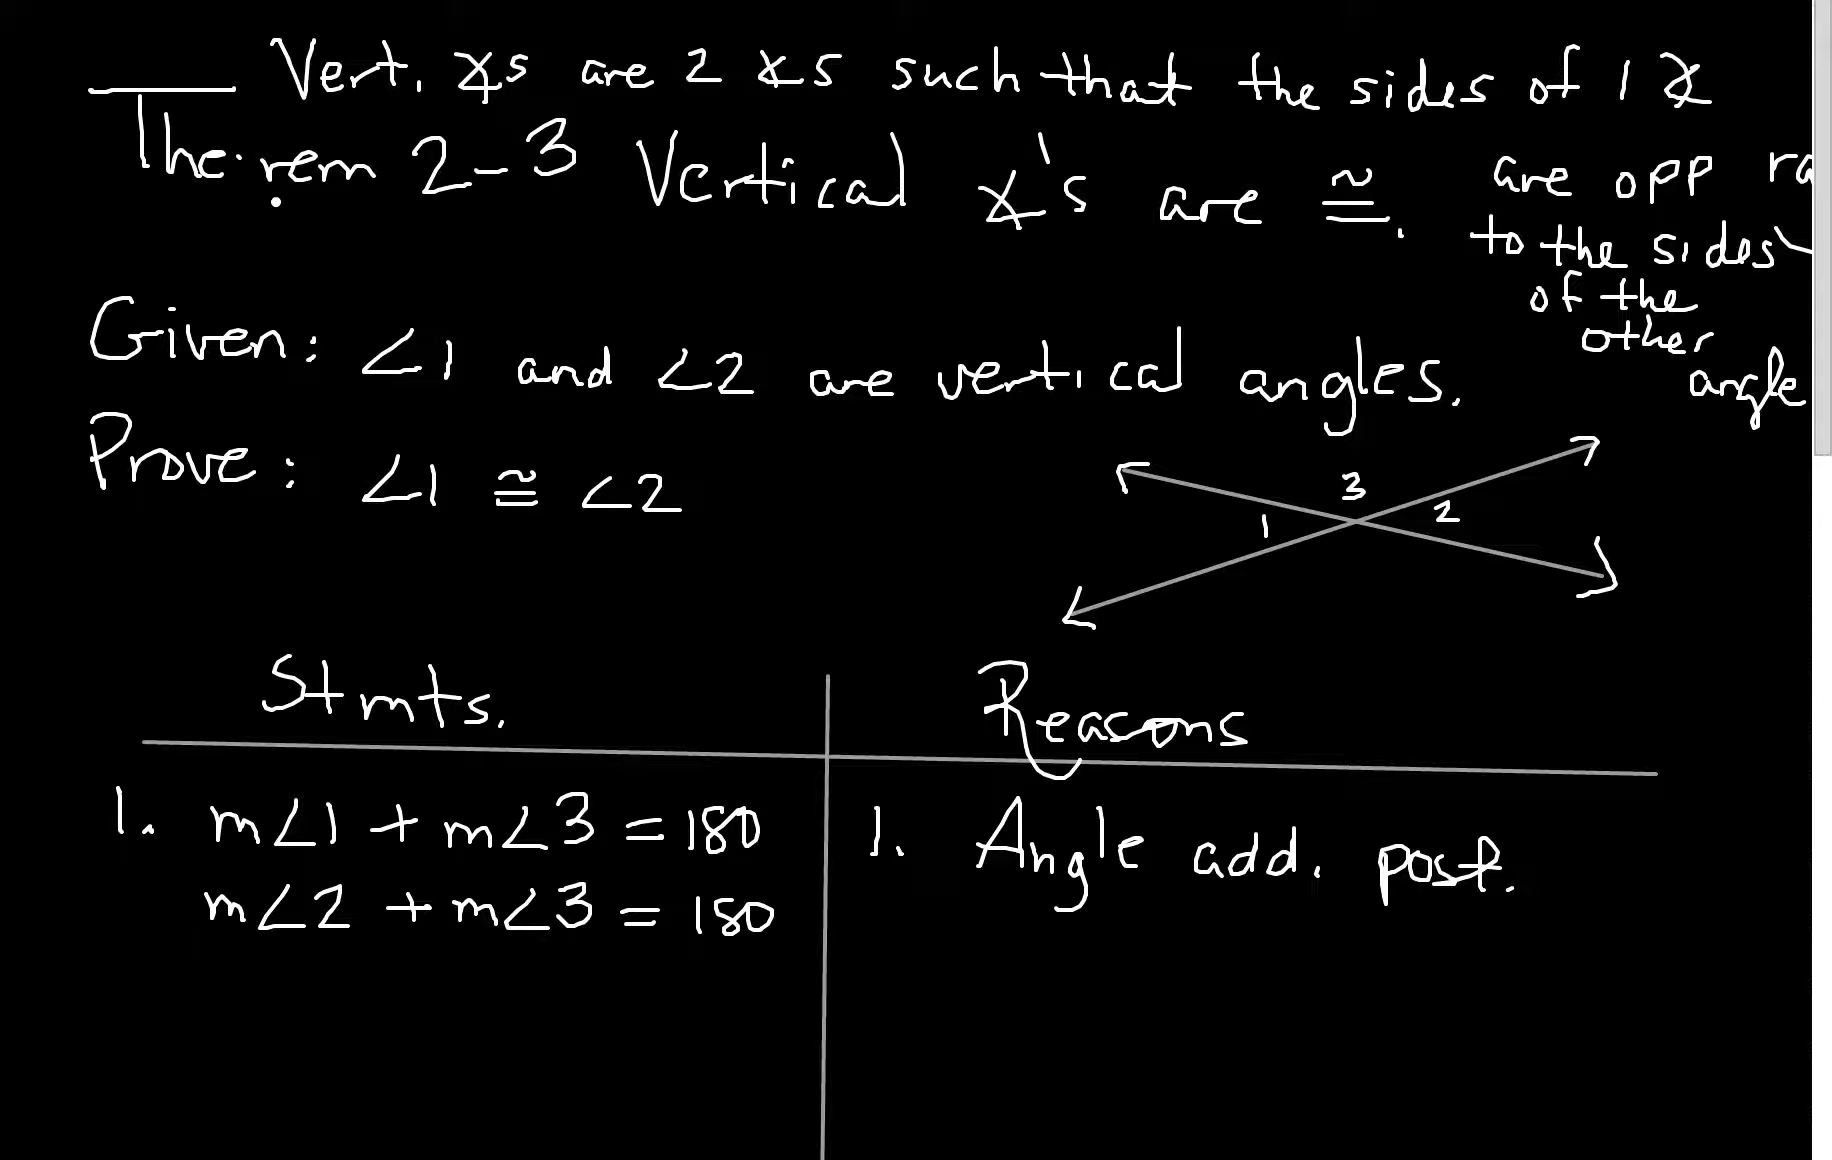 Vert. ∡s are 2 ∡s such that the sides of 1 ∡
are opp
to the sides
of the
other
angle
The.rem 2-3 Vertical ∡'s are ≅.
Given: ∠1 and ∠2 are vertical angles.
Prove: ∠1 ≅ ∠2
3
1 2
Stmts. Reasons
1. m∠1 + m∠3 = 180 1. Angle add. post.
m∠2 + m∠3 = 180